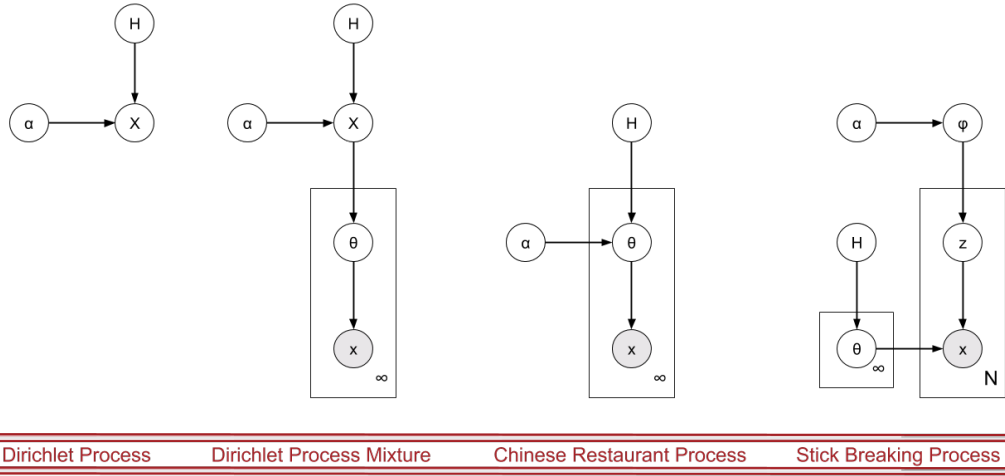 H
α
X
H
α
X
θ
x
∞
H
α
θ
x
∞
α
φ
H
z
θ
∞
x
N
Dirichlet Process
Dirichlet Process Mixture
Chinese Restaurant Process
Stick Breaking Process